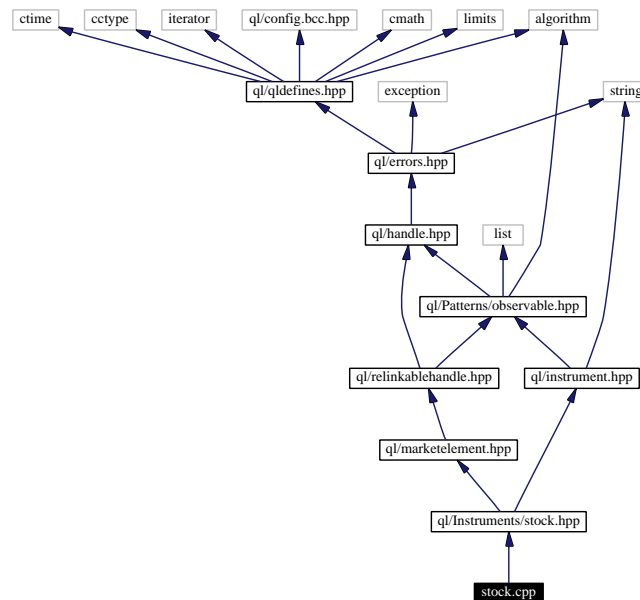 ctime
cctype
iterator
ql/config.bcc.hpp
cmath
limits
algorithm
ql/qldefines.hpp
exception
string
ql/errors.hpp
ql/handle.hpp
list
ql/Patterns/observable.hpp
ql/relinkablehandle.hpp
ql/instrument.hpp
ql/marketelement.hpp
ql/Instruments/stock.hpp
stock.cpp